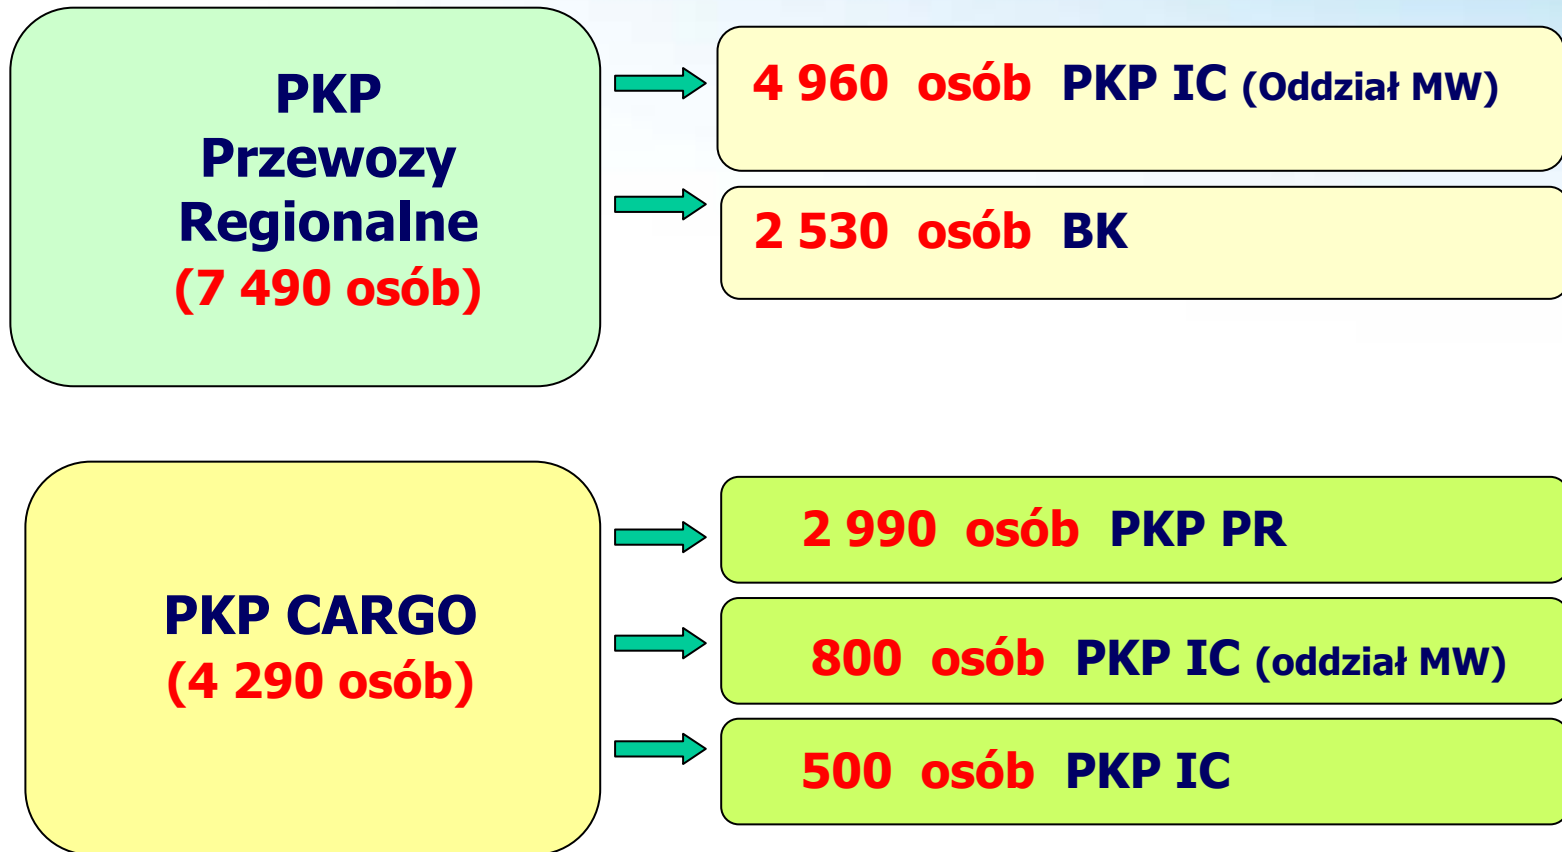 PKP
Przewozy
Regionalne
(7 490 osób)
4 960 osób PKP IC (Oddział MW)
2 530 osób BK
PKP CARGO
(4 290 osób)
2 990 osób PKP PR
800 osób PKP IC (oddział MW)
500 osób PKP IC